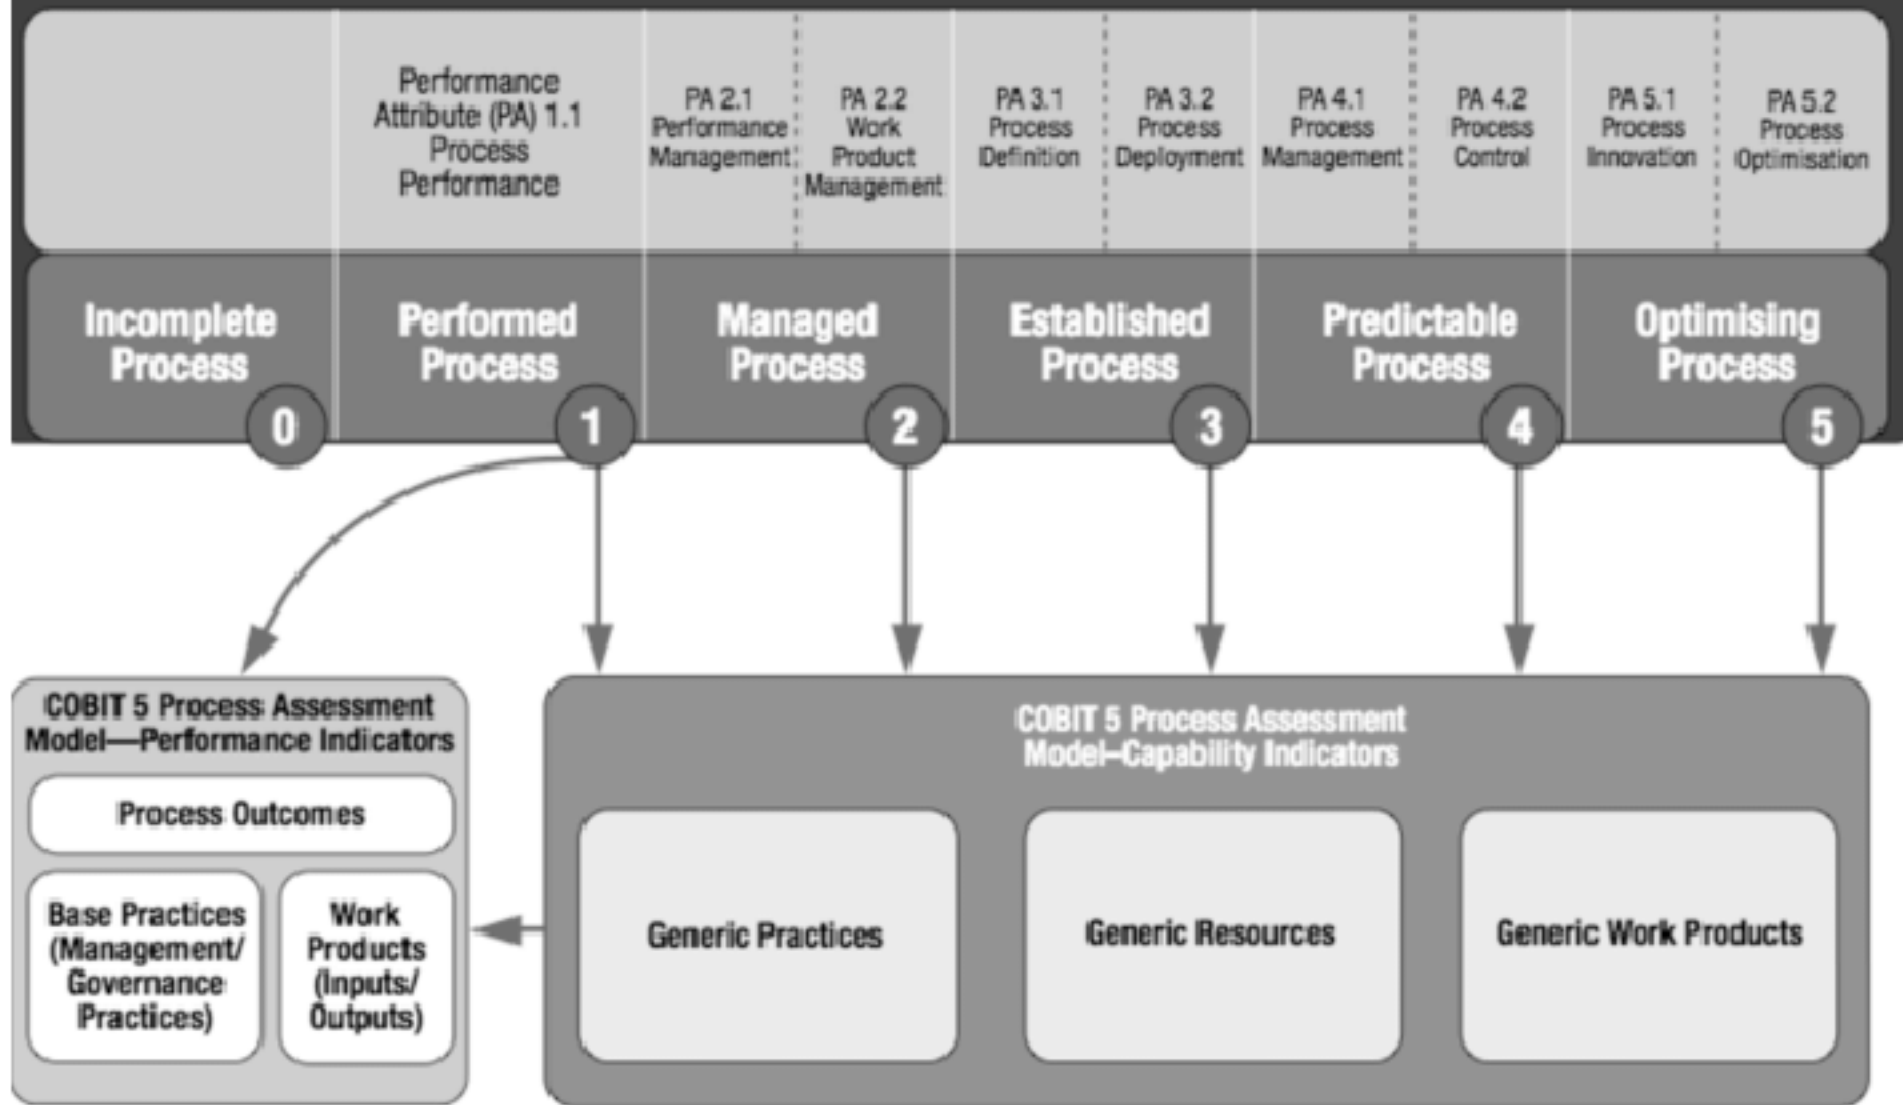 Performance
Attribute (PA) 1.1
Process
Performance
PA 2.1
Performance
Management
PA 2.2
Work
Product
Management
PA 3.1
Process
Definition
PA 3.2
Process
Deployment
PA 4.1
Process
Management
PA 4.2
Process
Control
PA 5.1
Process
Innovation
PA 5.2
Process
Optimisation
Incomplete
Process
0
Performed
Process
1
Managed
Process
2
Established
Process
3
Predictable
Process
4
Optimising
Process
5
COBIT 5 Process Assessment
Model—Performance Indicators
Process Outcomes
Base Practices
(Management/
Governance
Practices)
Work
Products
(Inputs/
Outputs)
COBIT 5 Process Assessment
Model–Capability Indicators
Generic Practices
Generic Resources
Generic Work Products